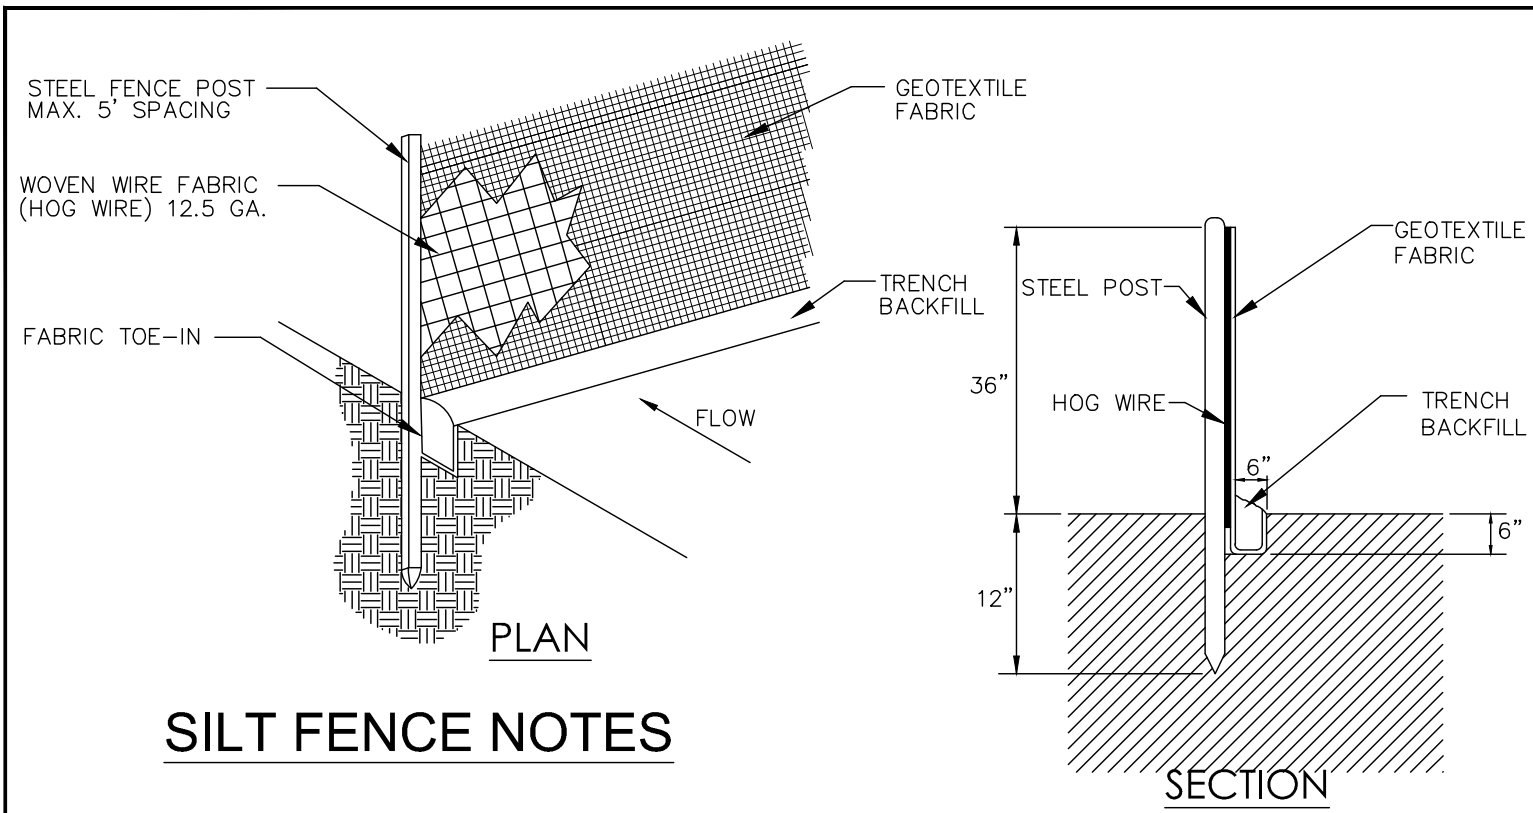 STEEL FENCE POST
MAX. 5' SPACING
WOVEN WIRE FABRIC
(HOG WIRE) 12.5 GA.
FABRIC TOE-IN
GEOTEXTILE
FABRIC
TRENCH
BACKFILL
FLOW
PLAN
SILT FENCE NOTES
GEOTEXTILE
FABRIC
STEEL POST
36"
HOG WIRE
TRENCH
BACKFILL
6"
6"
12"
SECTION